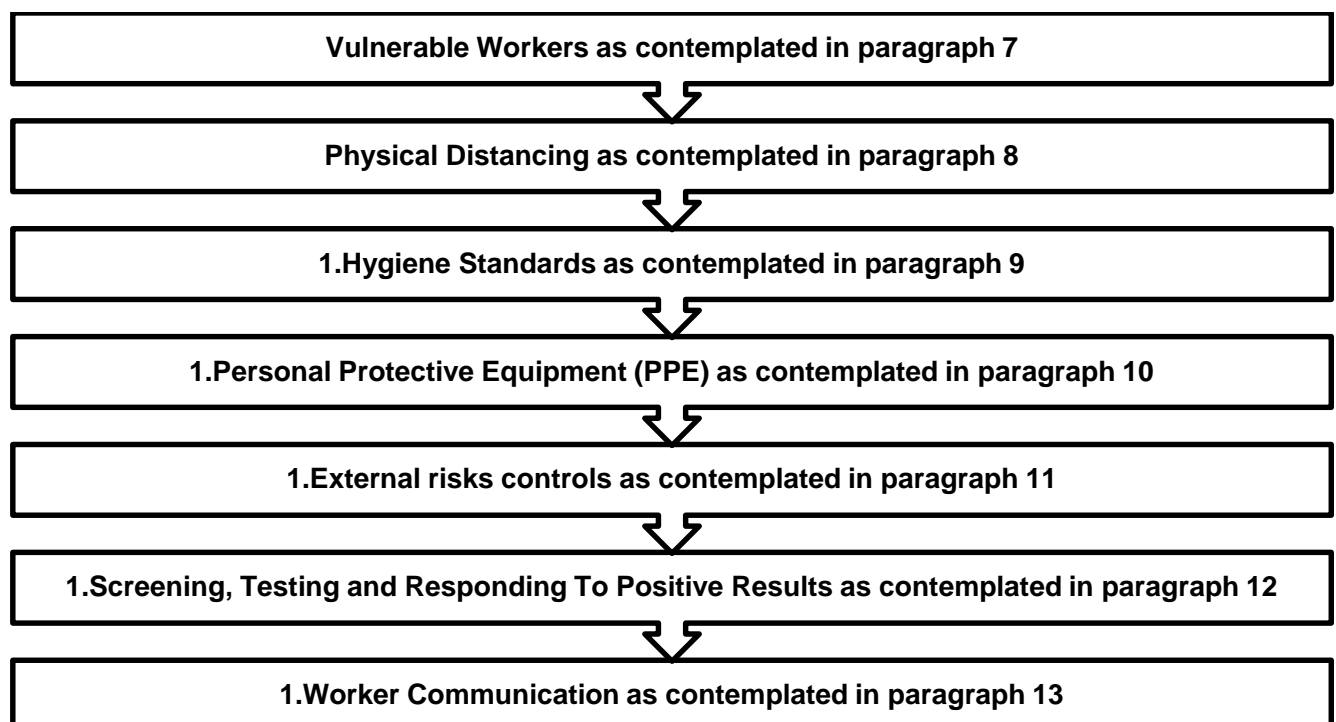 Vulnerable Workers as contemplated in paragraph 7
Physical Distancing as contemplated in paragraph 8
1.Hygiene Standards as contemplated in paragraph 9
1.Personal Protective Equipment (PPE) as contemplated in paragraph 10
1.External risks controls as contemplated in paragraph 11
1.Screening, Testing and Responding To Positive Results as contemplated in paragraph 12
1.Worker Communication as contemplated in paragraph 13